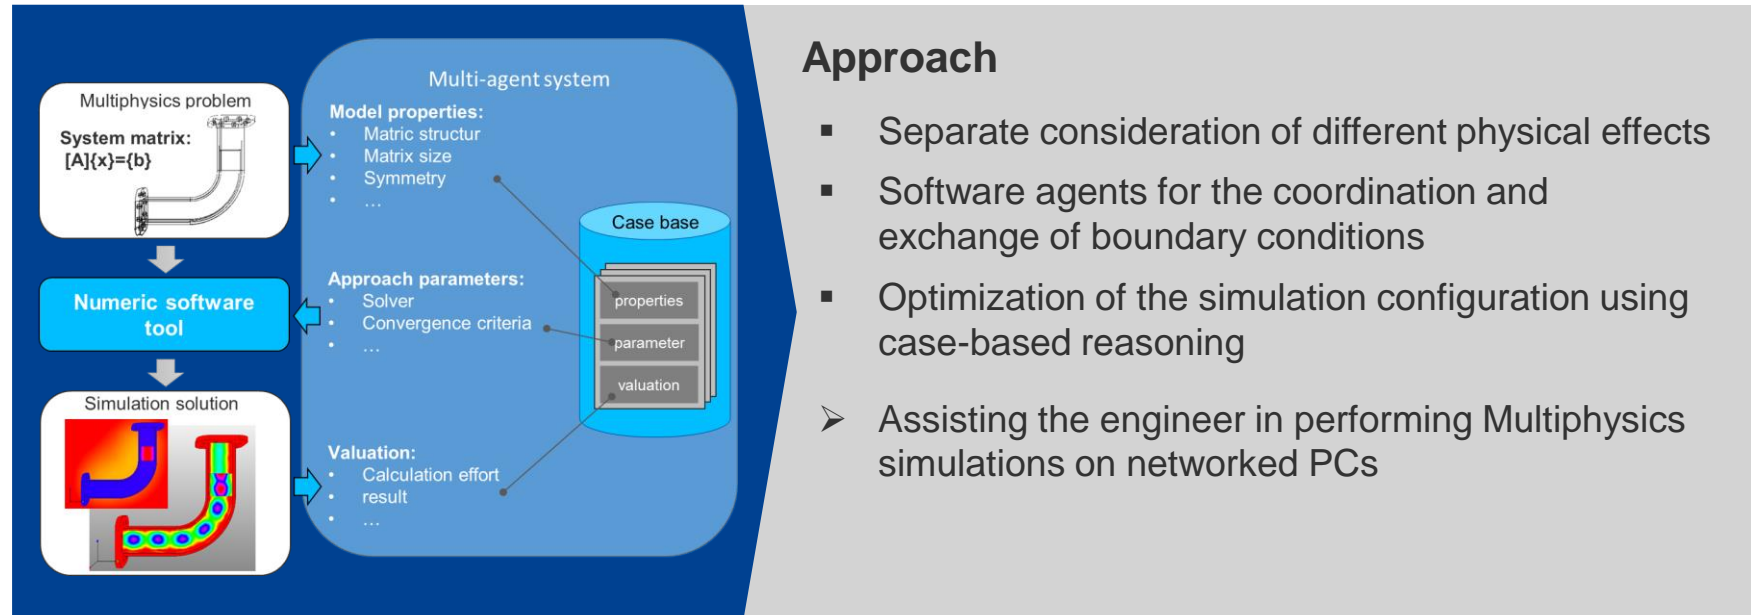 Multiphysics problem
System matrix:
[A]{x}={b}
Numeric software
tool
Simulation solution
Multi-agent system
Model properties:
• Matric structur
• Matrix size
• Symmetry
• …
Approach parameters:
• Solver
• Convergence criteria
• …
Valuation:
• Calculation effort
• result
• …
Case base
properties
parameter
valuation
Approach
▪ Separate consideration of different physical effects
▪ Software agents for the coordination and
exchange of boundary conditions
▪ Optimization of the simulation configuration using
case-based reasoning
➢ Assisting the engineer in performing Multiphysics
simulations on networked PCs